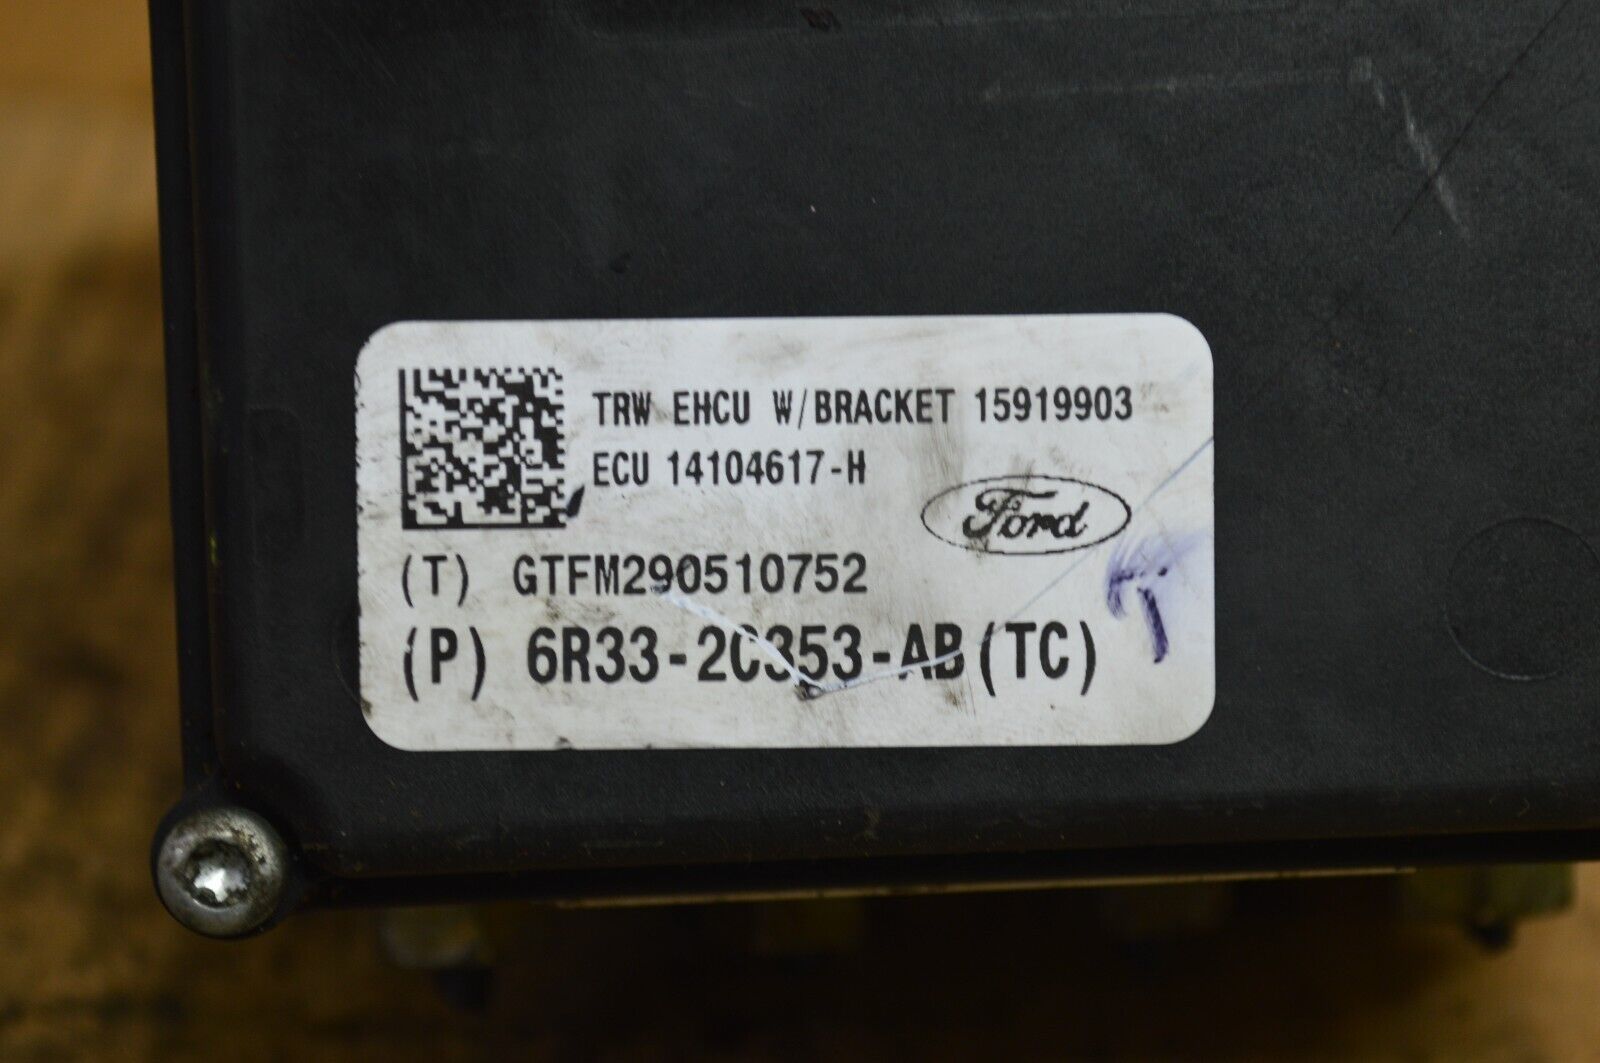 TRW EHCU W/BRACKET 15919903
ECU 14104617-H
Ford
(T) GTFM290510752
T
(P) 6R33-2C353-AB(TC)